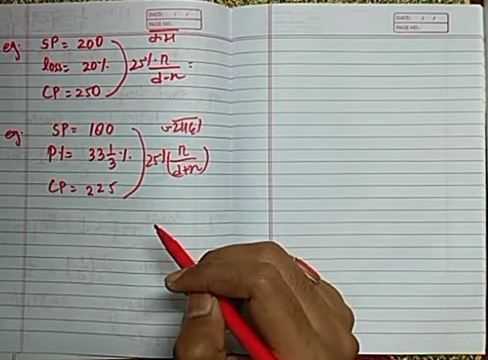 DATE: / /
PAGE NO.:
DATE: / /
PAGE NO.:
कम
eg. SP = 200
loss = 20%
CP = 250
25% n/d-n =
eg. SP = 100
P% = 33 1/3 %
CP = 225
25% (n/d+n)